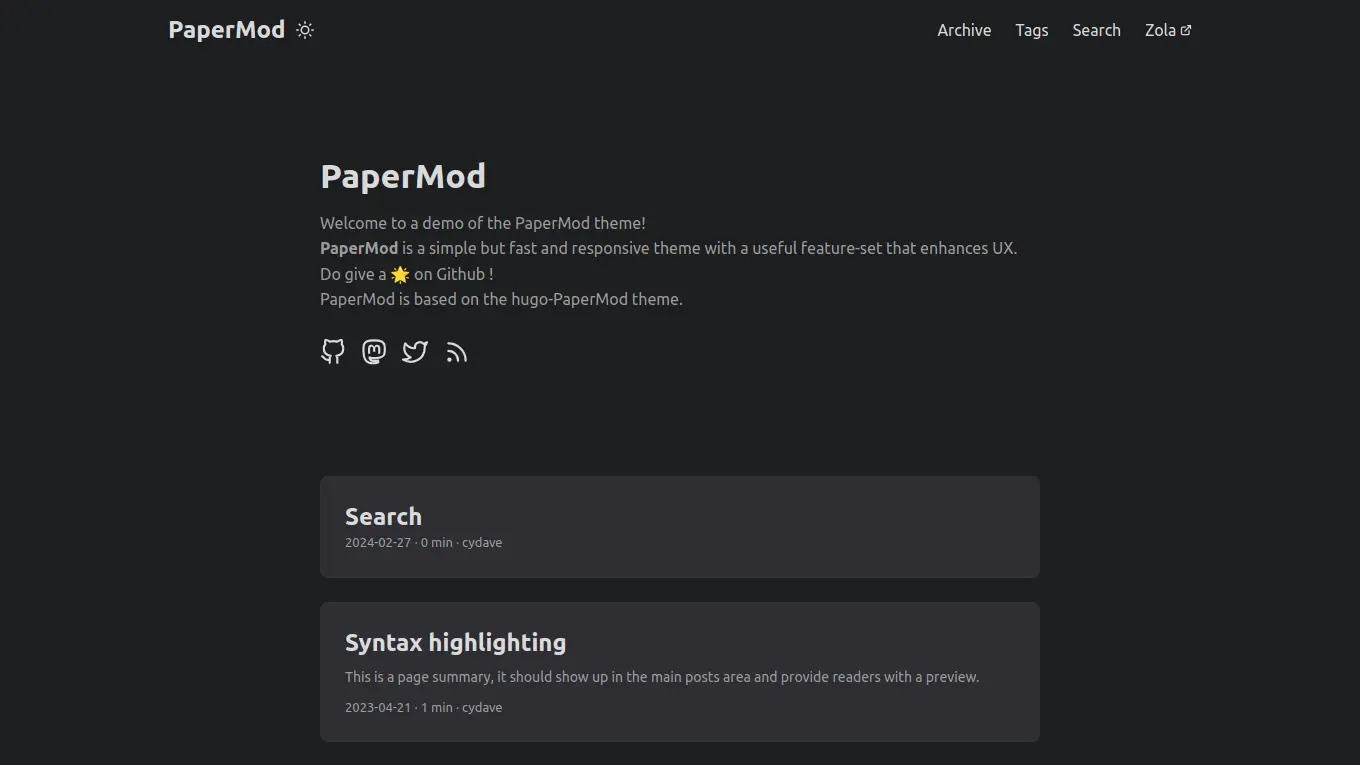 PaperMod
Archive Tags Search Zola
PaperMod
Welcome to a demo of the PaperMod theme!
PaperMod is a simple but fast and responsive theme with a useful feature-set that enhances UX.
Do give a 🌟 on Github !
PaperMod is based on the hugo-PaperMod theme.
Search
2024-02-27 · 0 min · cydave
Syntax highlighting
This is a page summary, it should show up in the main posts area and provide readers with a preview.
2023-04-21 · 1 min · cydave